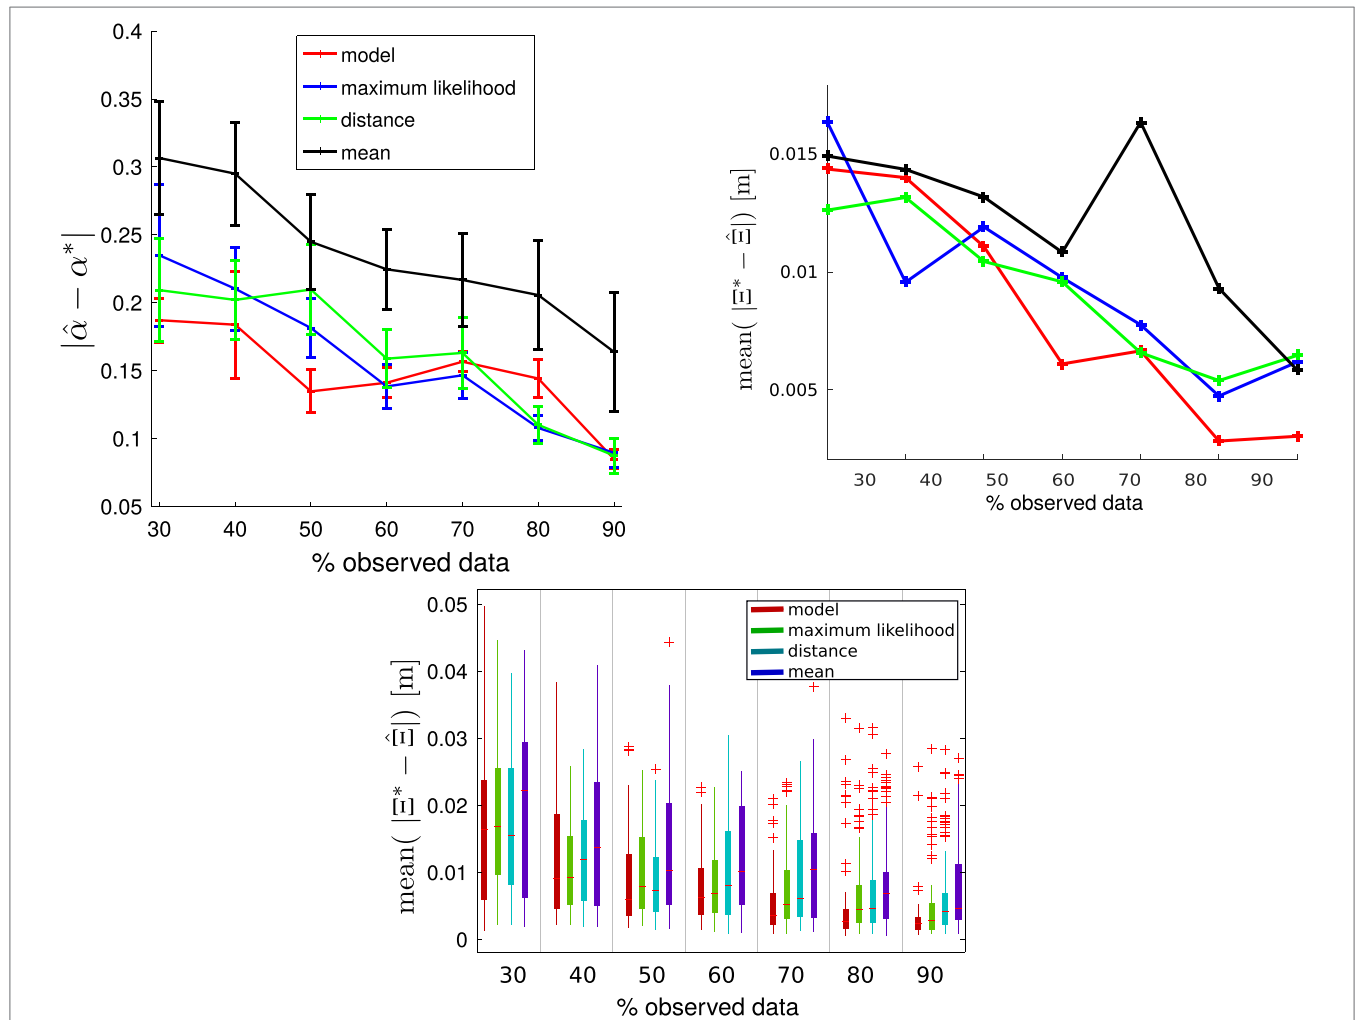 0.4
0.35
0.3
0.25
0.2
0.15
0.1
0.05
|α̂ − α*|
model
maximum likelihood
distance
mean
30 40 50 60 70 80 90
% observed data
0.015
0.01
0.005
mean( |Ξ* − Ξ̂|) [m]
30 40 50 60 70 80 90
% observed data
0.05
0.04
0.03
0.02
0.01
0
mean( |Ξ* − Ξ̂|) [m]
model
maximum likelihood
distance
mean
30 40 50 60 70 80 90
% observed data